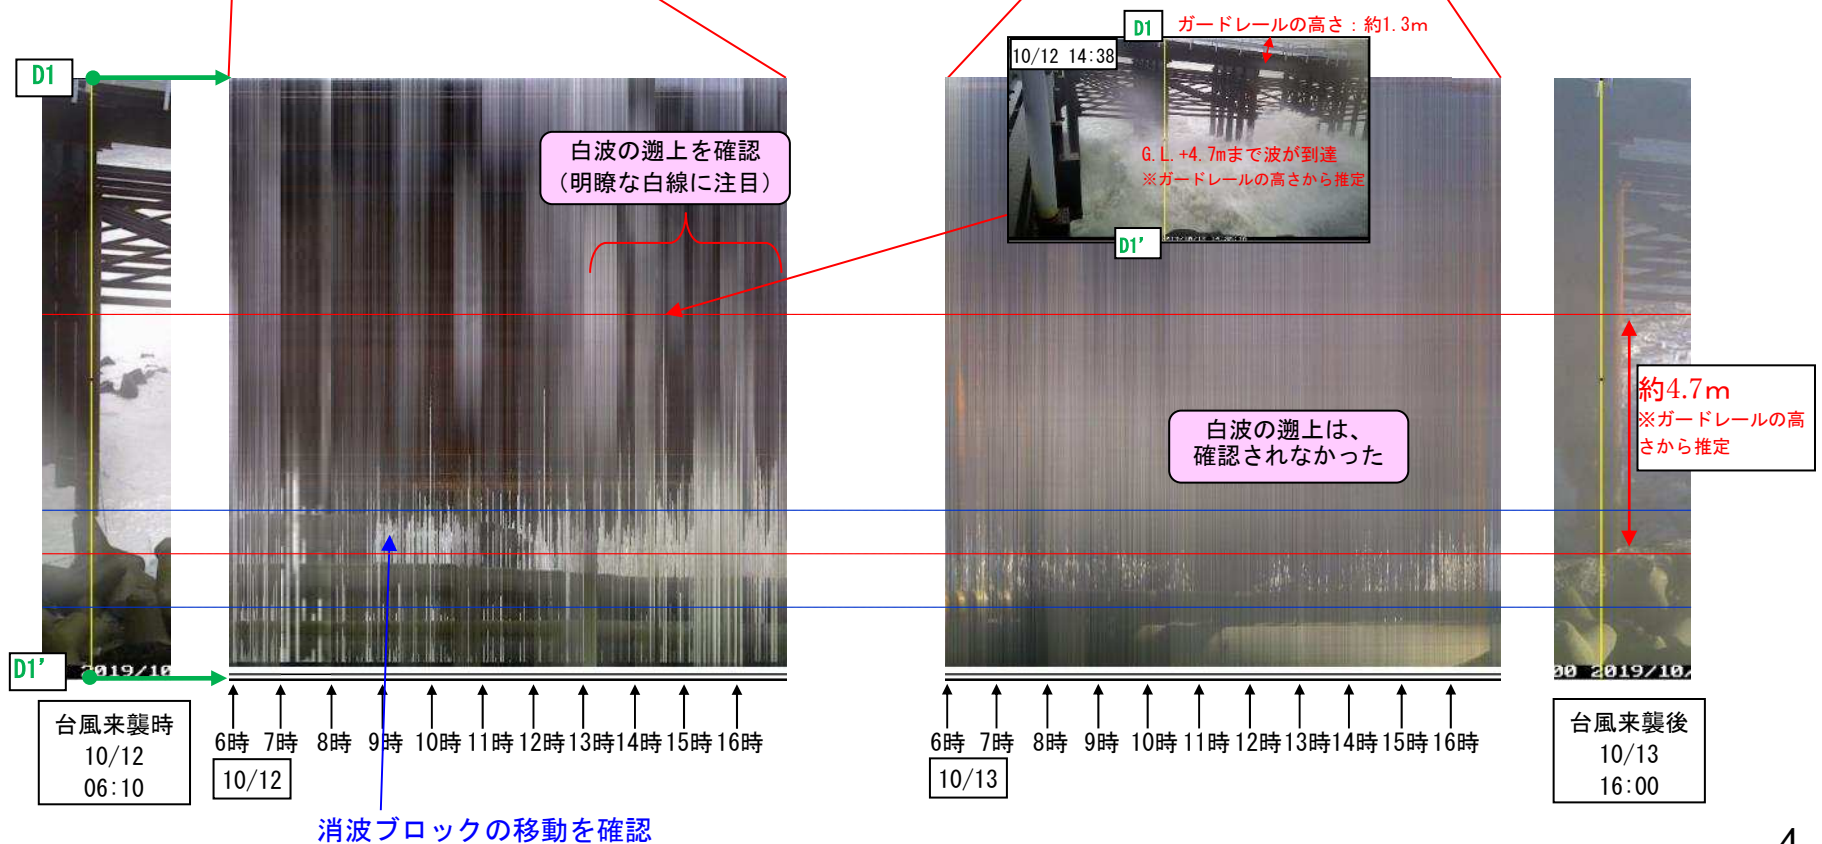 D1
ガードレールの高さ：約1.3m
10/12 14:38
D1
G.L.+4.7mまで波が到達
※ガードレールの高さから推定
D1'
白波の遡上を確認
（明瞭な白線に注目）
約4.7m
※ガードレールの高
さから推定
白波の遡上は、
確認されなかった
D1'
2019/10
00 2019/10/
6時 7時 8時 9時 10時 11時 12時 13時 14時 15時 16時
10/12
6時 7時 8時 9時 10時 11時 12時 13時 14時 15時 16時
10/13
台風来襲時
10/12
06:10
台風来襲後
10/13
16:00
消波ブロックの移動を確認